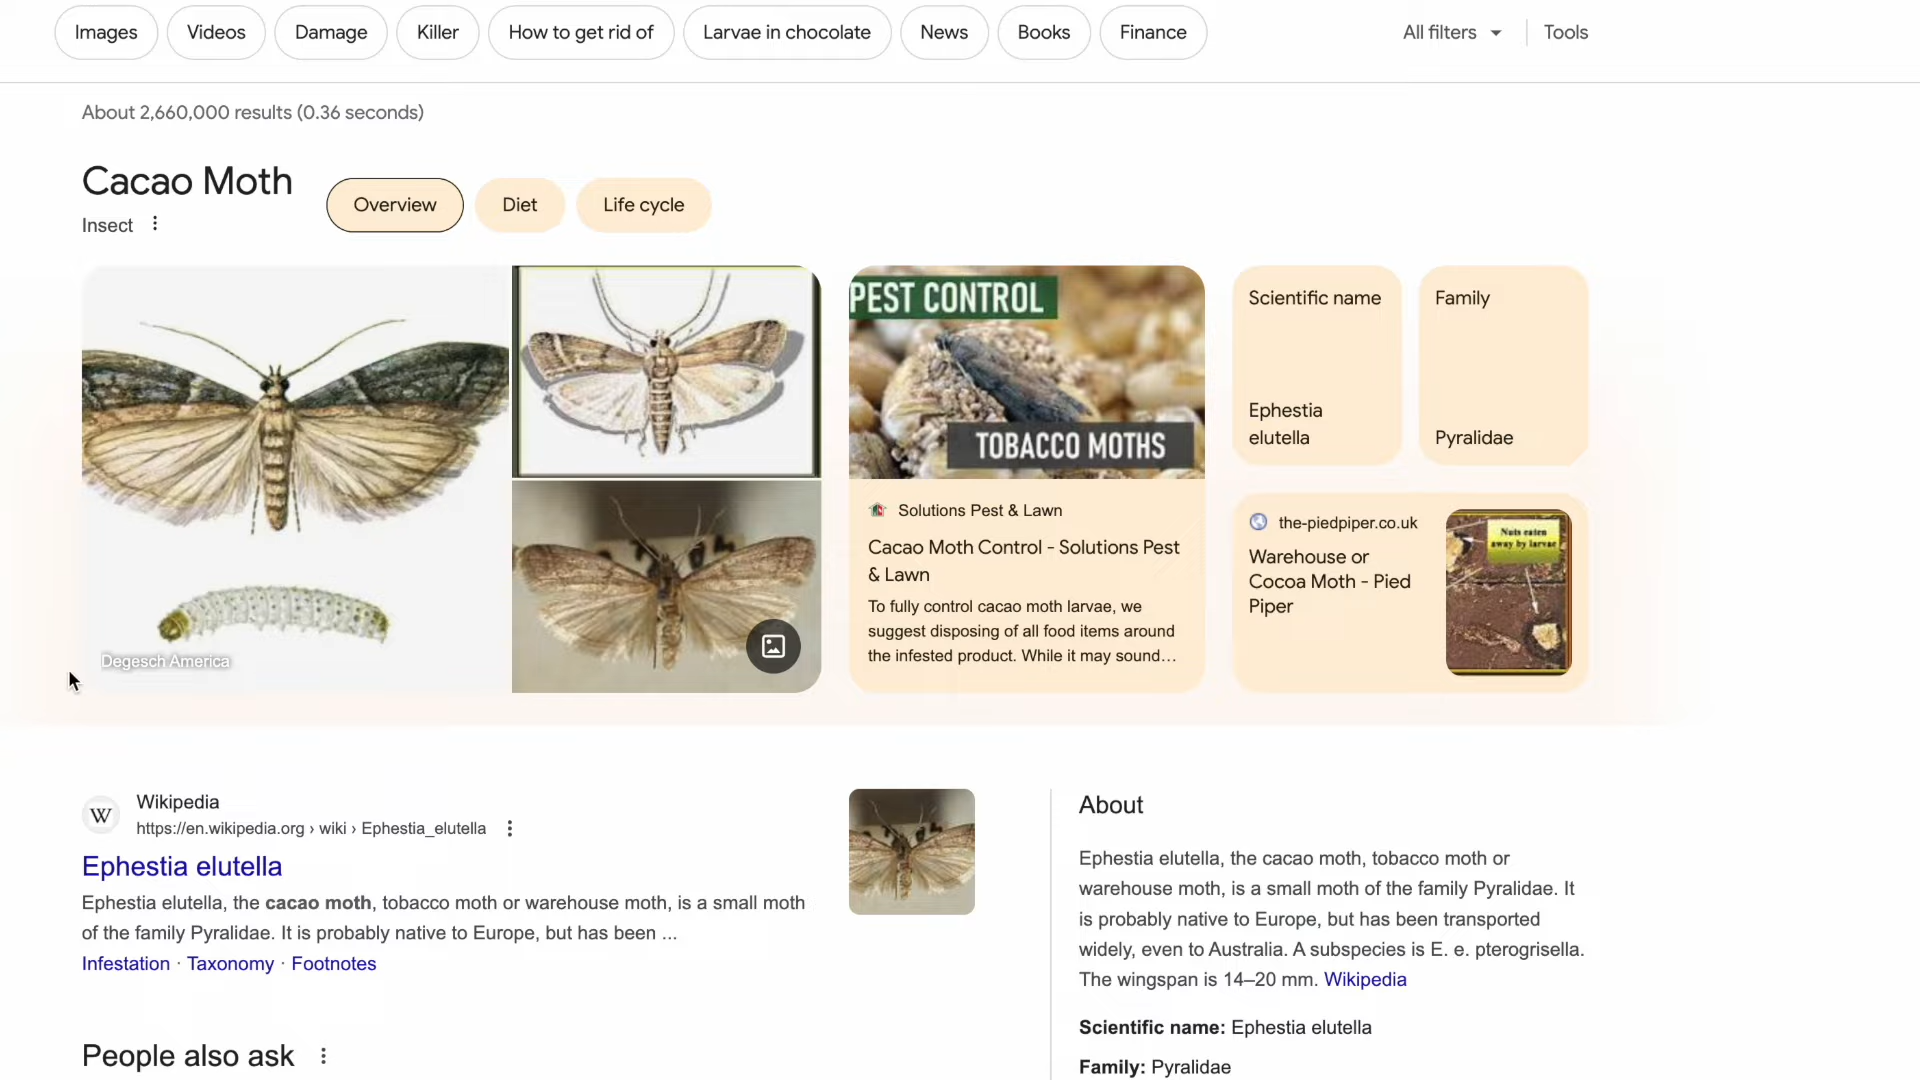 Images
Videos
Damage
Killer
How to get rid of
Larvae in chocolate
News
Books
Finance
All filters
Tools
About 2,660,000 results (0.36 seconds)
Cacao Moth
Insect
Overview
Diet
Life cycle
Degesch America
PEST CONTROL
TOBACCO MOTHS
Solutions Pest & Lawn
Cacao Moth Control - Solutions Pest
& Lawn
To fully control cacao moth larvae, we
suggest disposing of all food items around
the infested product. While it may sound...
Scientific name
Ephestia
elutella
Family
Pyralidae
the-piedpiper.co.uk
Warehouse or
Cocoa Moth - Pied
Piper
Nuts eaten
away by larvae
W
Wikipedia
https://en.wikipedia.org › wiki › Ephestia_elutella
Ephestia elutella
Ephestia elutella, the cacao moth, tobacco moth or warehouse moth, is a small moth
of the family Pyralidae. It is probably native to Europe, but has been ...
Infestation · Taxonomy · Footnotes
People also ask
About
Ephestia elutella, the cacao moth, tobacco moth or
warehouse moth, is a small moth of the family Pyralidae. It
is probably native to Europe, but has been transported
widely, even to Australia. A subspecies is E. e. pterogrisella.
The wingspan is 14–20 mm. Wikipedia
Scientific name: Ephestia elutella
Family: Pyralidae